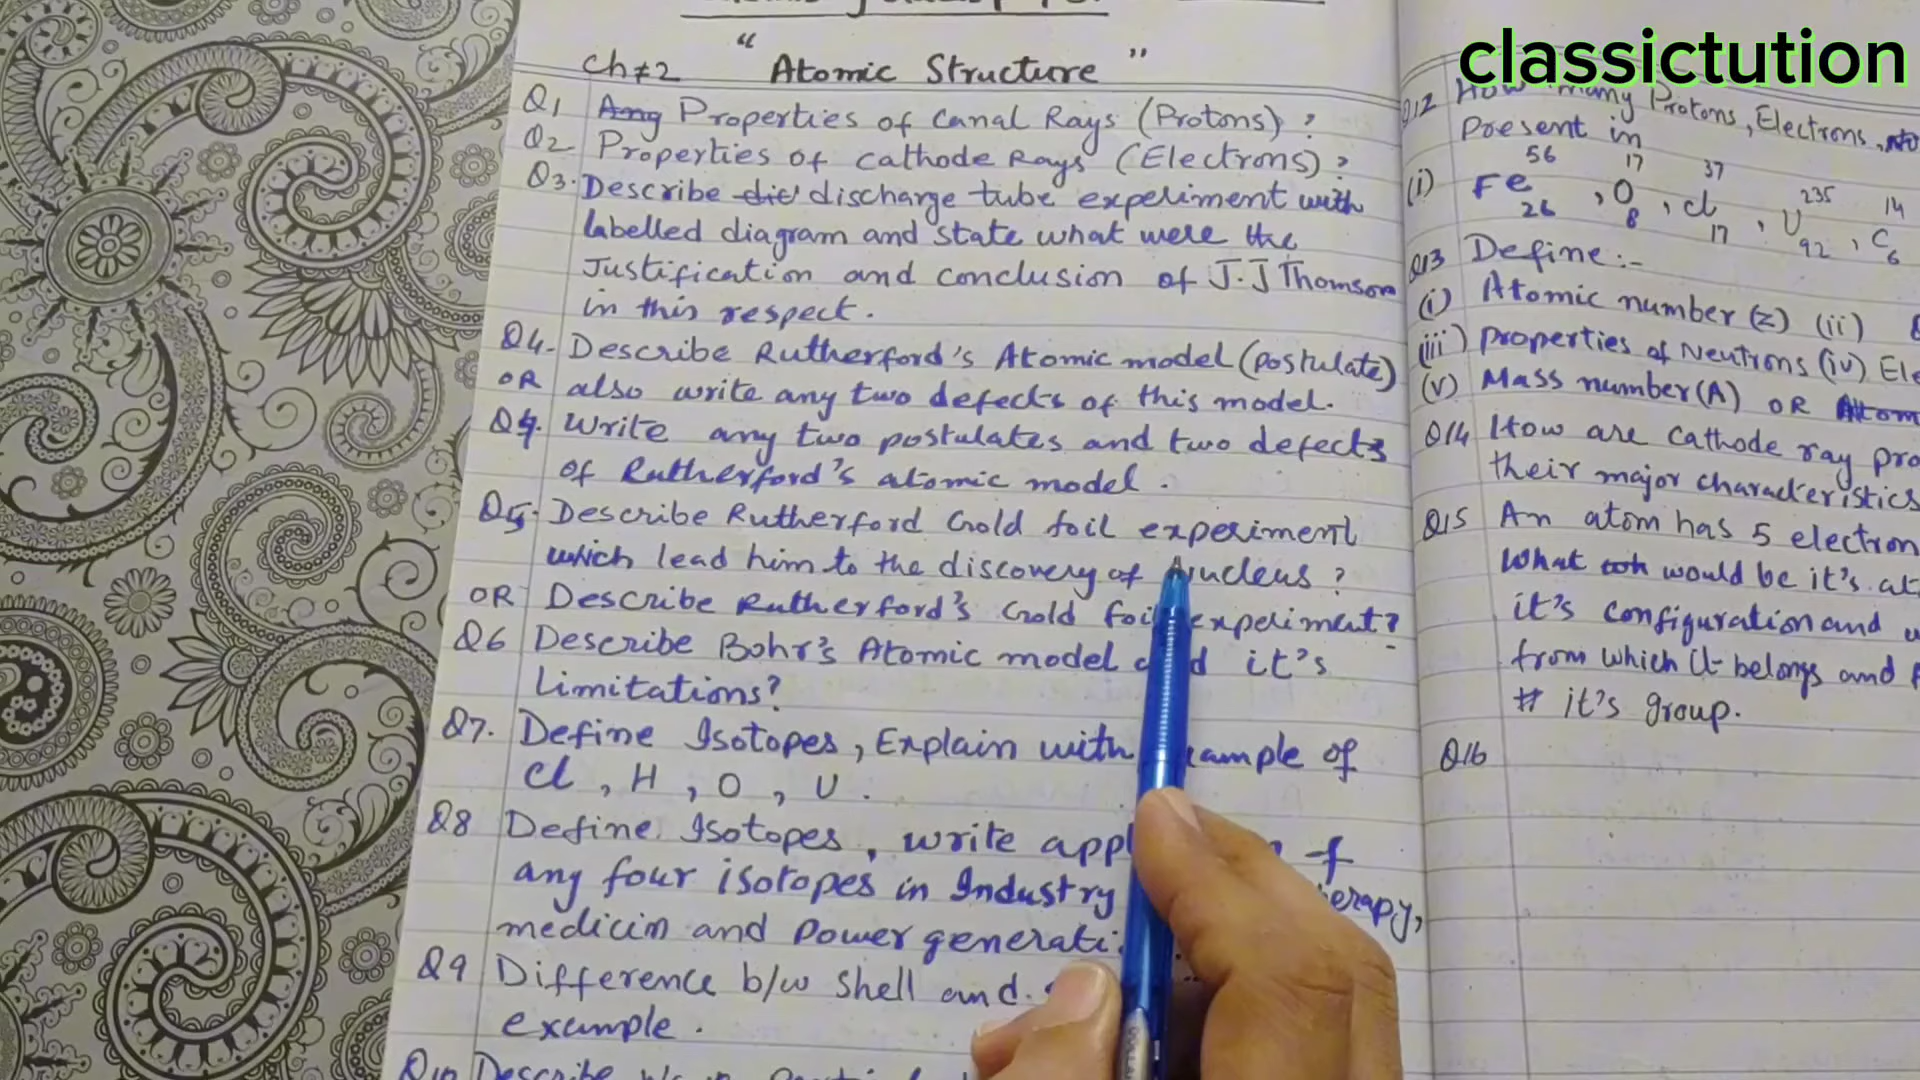 classictution
Ch#2 "Atomic Structure"
Q1 Ang Properties of Canal Rays (Protons) ?
Q2 Properties of cathode Rays (Electrons) ?
Q3. Describe dis discharge tube experiment with
labelled diagram and state what were the
Justification and conclusion of J.J Thomson
in this respect.
Q4. Describe Rutherford's Atomic model (postulate)
OR also write any two defects of this model.
Q4. Write any two postulates and two defects
of Rutherford's atomic model.
Q5. Describe Rutherford Gold foil experiment
which lead him to the discovery of nucleus ?
OR Describe Rutherford's Gold foil experiment?
Q6 Describe Bohr's Atomic model it's
Limitations?
Q7. Define Isotopes, Explain with example of
Cl, H, O, U.
Q8 Define Isotopes, write
any four isotopes in Industry
medicin and Power
Q9 Difference b/w shell and
example.
Q10 Describe
Q12 How many Protons, Electrons,
Present in
(i) Fe 56 26, O 17 8, Cl 37 17, U 235 92, C 14 6
Q13 Define:-
(i) Atomic number (Z) (ii)
(iii) Properties of Neutrons (iv)
(v) Mass number (A) OR
Q14 How are cathode ray
their major characteristics
Q15 An atom has 5 electron
What would be it's
it's configuration and
from which it belongs and
# it's group.
Q16